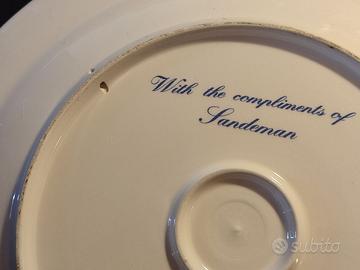 With the compliments of
Sandeman
subito